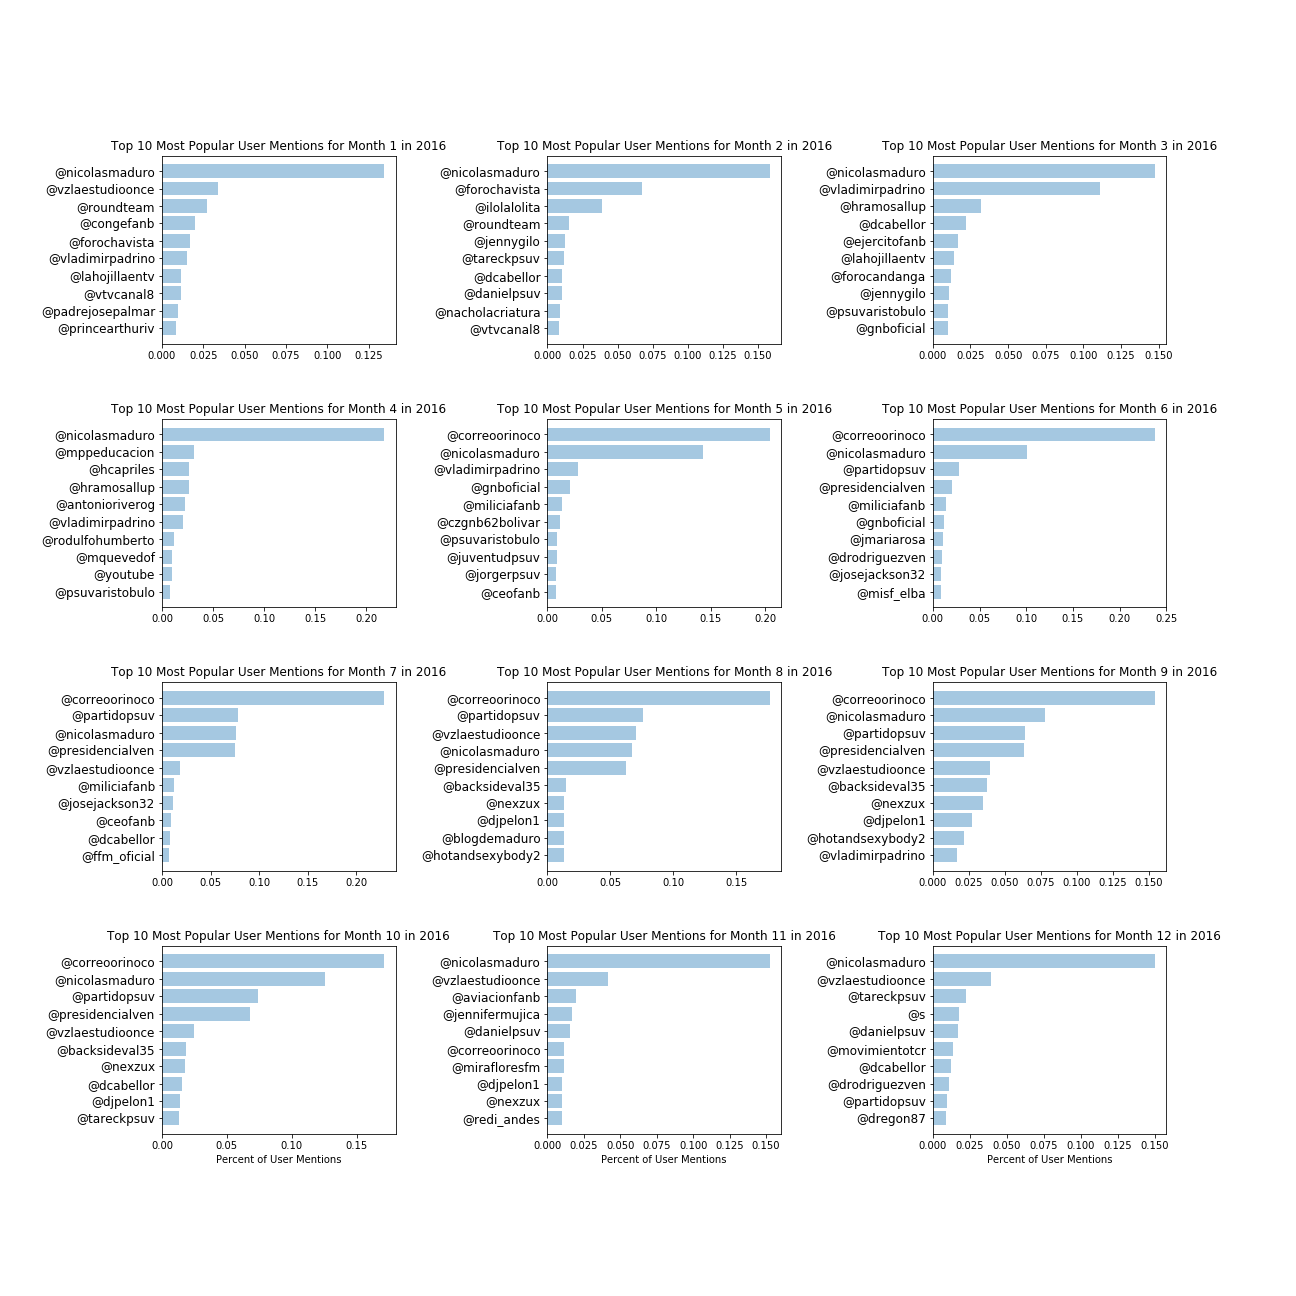 Top 10 Most Popular User Mentions for Month 1 in 2016
@nicolasmaduro
@vzlaestudioonce
@roundteam
@congefanb
@forochavista
@vladimirpadrino
@lahojillaentv
@vtvcanal8
@padrejosepalmar
@princearthuriv
0.000 0.025 0.050 0.075 0.100 0.125
Top 10 Most Popular User Mentions for Month 2 in 2016
@nicolasmaduro
@forochavista
@ilolalolita
@roundteam
@jennygilo
@tareckpsuv
@dcabellor
@danielpsuv
@nacholacriatura
@vtvcanal8
0.000 0.025 0.050 0.075 0.100 0.125 0.150
Top 10 Most Popular User Mentions for Month 3 in 2016
@nicolasmaduro
@vladimirpadrino
@hramosallup
@dcabellor
@ejercitofanb
@lahojillaentv
@forocandanga
@jennygilo
@psuvaristobulo
@gnboficial
0.000 0.025 0.050 0.075 0.100 0.125 0.150
Top 10 Most Popular User Mentions for Month 4 in 2016
@nicolasmaduro
@mppeducacion
@hcapriles
@hramosallup
@antonioriverog
@vladimirpadrino
@rodulfohumberto
@mquevedof
@youtube
@psuvaristobulo
0.00 0.05 0.10 0.15 0.20
Top 10 Most Popular User Mentions for Month 5 in 2016
@correoorinoco
@nicolasmaduro
@vladimirpadrino
@gnboficial
@miliciafanb
@czgnb62bolivar
@psuvaristobulo
@juventudpsuv
@jorgerpsuv
@ceofanb
0.00 0.05 0.10 0.15 0.20
Top 10 Most Popular User Mentions for Month 6 in 2016
@correoorinoco
@nicolasmaduro
@partidopsuv
@presidencialven
@miliciafanb
@gnboficial
@jmariarosa
@drodriguezven
@josejackson32
@misf_elba
0.00 0.05 0.10 0.15 0.20 0.25
Top 10 Most Popular User Mentions for Month 7 in 2016
@correoorinoco
@partidopsuv
@nicolasmaduro
@presidencialven
@vzlaestudioonce
@miliciafanb
@josejackson32
@ceofanb
@dcabellor
@ffm_oficial
0.00 0.05 0.10 0.15 0.20
Top 10 Most Popular User Mentions for Month 8 in 2016
@correoorinoco
@partidopsuv
@vzlaestudioonce
@nicolasmaduro
@presidencialven
@backsideval35
@nexzux
@djpelon1
@blogdemaduro
@hotandsexybody2
0.00 0.05 0.10 0.15
Top 10 Most Popular User Mentions for Month 9 in 2016
@correoorinoco
@nicolasmaduro
@partidopsuv
@presidencialven
@vzlaestudioonce
@backsideval35
@nexzux
@djpelon1
@hotandsexybody2
@vladimirpadrino
0.000 0.025 0.050 0.075 0.100 0.125 0.150
Top 10 Most Popular User Mentions for Month 10 in 2016
@correoorinoco
@nicolasmaduro
@partidopsuv
@presidencialven
@vzlaestudioonce
@backsideval35
@nexzux
@dcabellor
@djpelon1
@tareckpsuv
0.00 0.05 0.10 0.15
Percent of User Mentions
Top 10 Most Popular User Mentions for Month 11 in 2016
@nicolasmaduro
@vzlaestudioonce
@aviacionfanb
@jennifermujica
@danielpsuv
@correoorinoco
@mirafloresfm
@djpelon1
@nexzux
@redi_andes
0.000 0.025 0.050 0.075 0.100 0.125 0.150
Percent of User Mentions
Top 10 Most Popular User Mentions for Month 12 in 2016
@nicolasmaduro
@vzlaestudioonce
@tareckpsuv
@s
@danielpsuv
@movimientotcr
@dcabellor
@drodriguezven
@partidopsuv
@dregon87
0.000 0.025 0.050 0.075 0.100 0.125 0.150
Percent of User Mentions